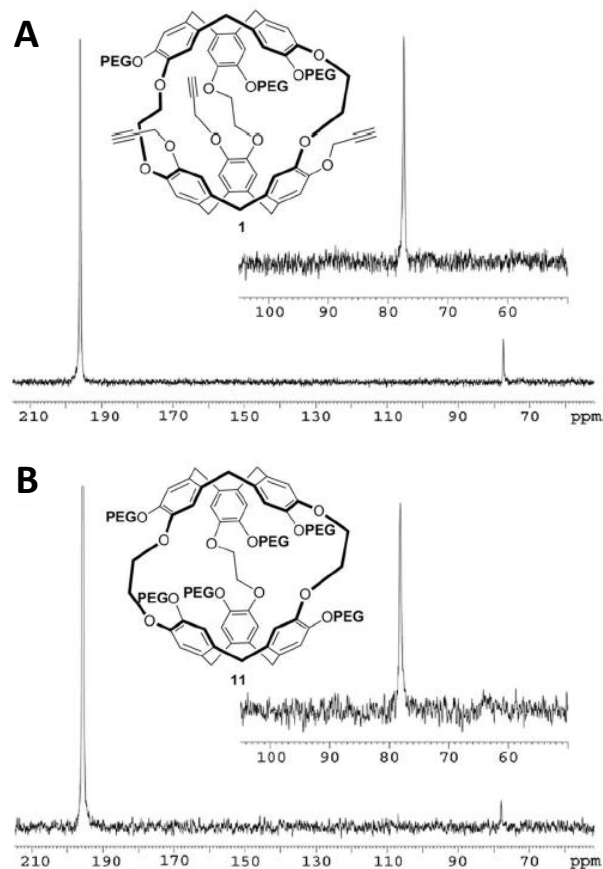 A
O
PEGO OPEG
O O OPEG
O O O O
O O
1
100 90 80 70 60
210 190 170 150 130 110 90 70 ppm
B
PEGO OPEG
O O OPEG
O
PEGO PEGO O O
O OPEG
11
100 90 80 70 60
210 190 170 150 130 110 90 70 ppm